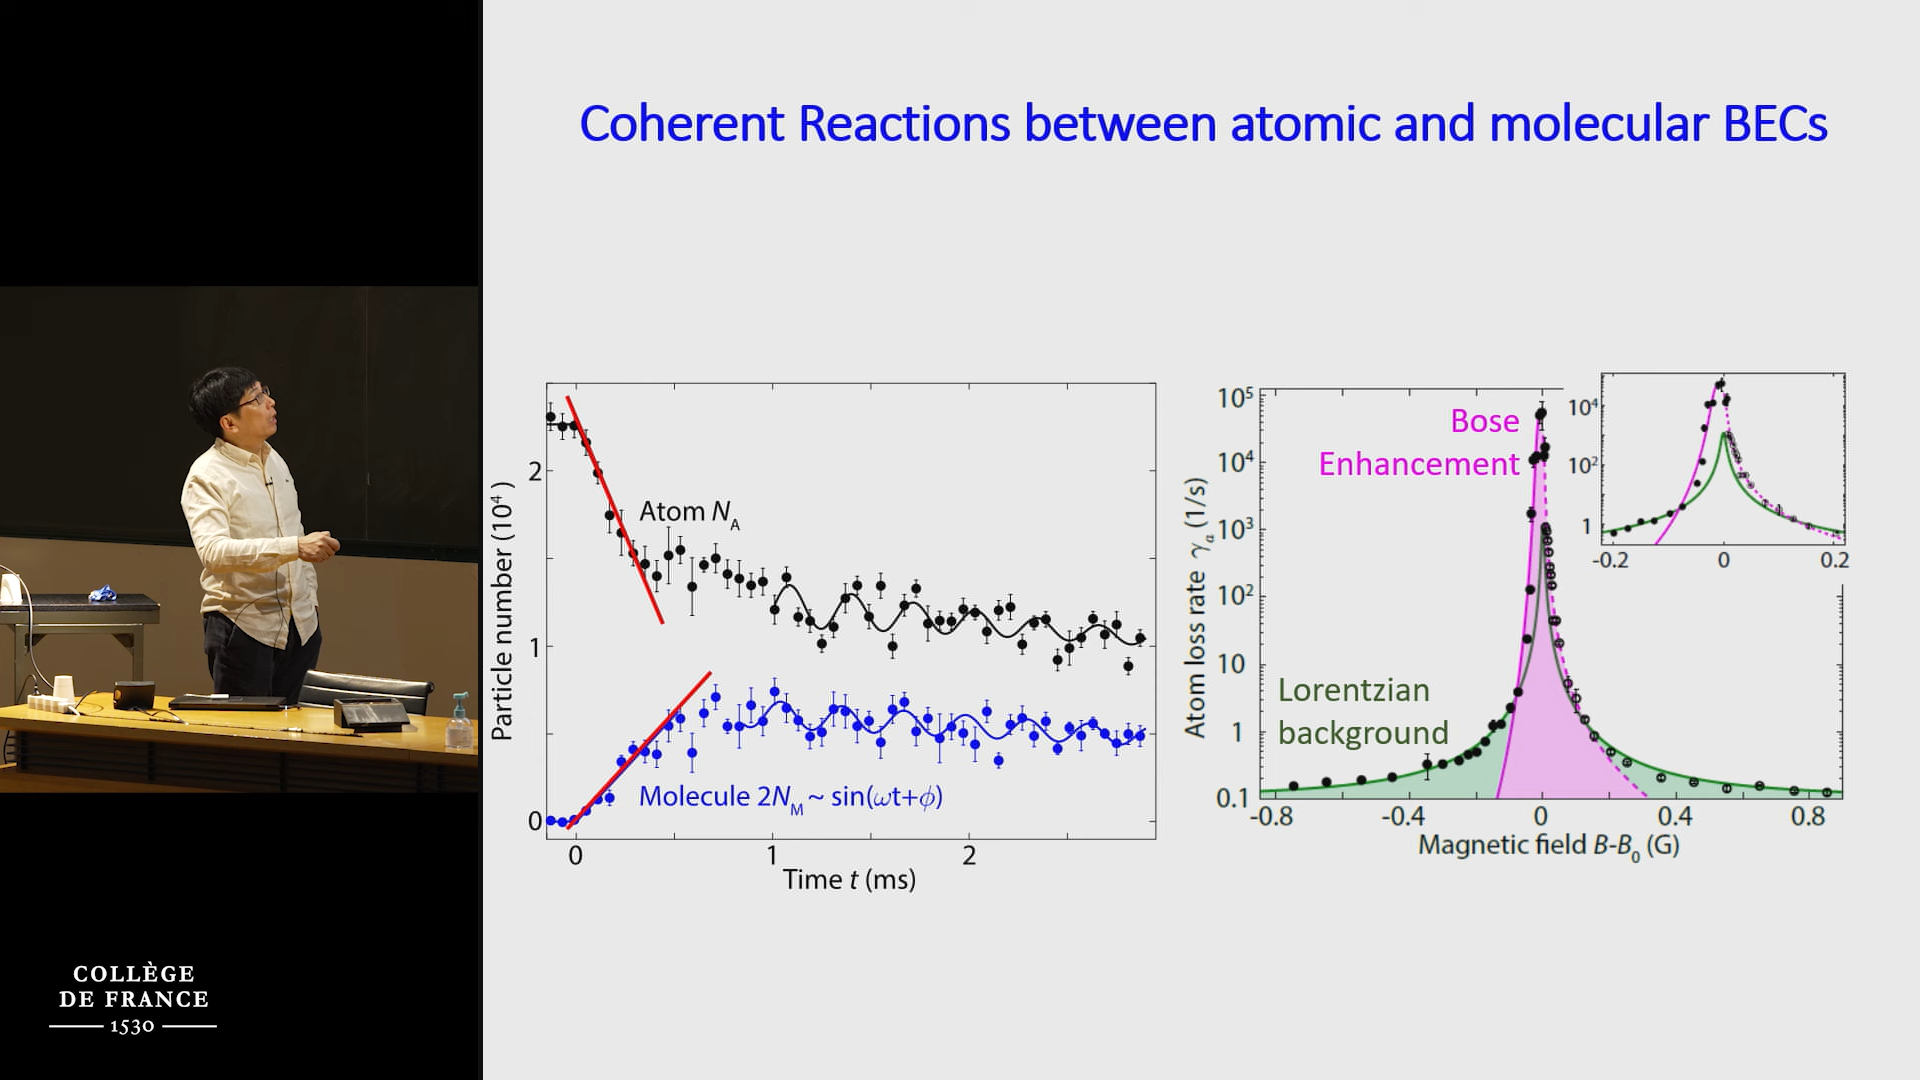 Coherent Reactions between atomic and molecular BECs
Particle number (10⁴)
2
1
0
Atom N_A
Molecule 2N_M ~ sin(ωt+ϕ)
0 1 2
Time t (ms)
Atom loss rate γ_a (1/s)
10⁵
10⁴
10³
10²
10
1
0.1
Bose
Enhancement
Lorentzian
background
-0.8 -0.4 0 0.4 0.8
Magnetic field B-B₀ (G)
10⁴
10²
1
-0.2 0 0.2
COLLÈGE
DE FRANCE
1530